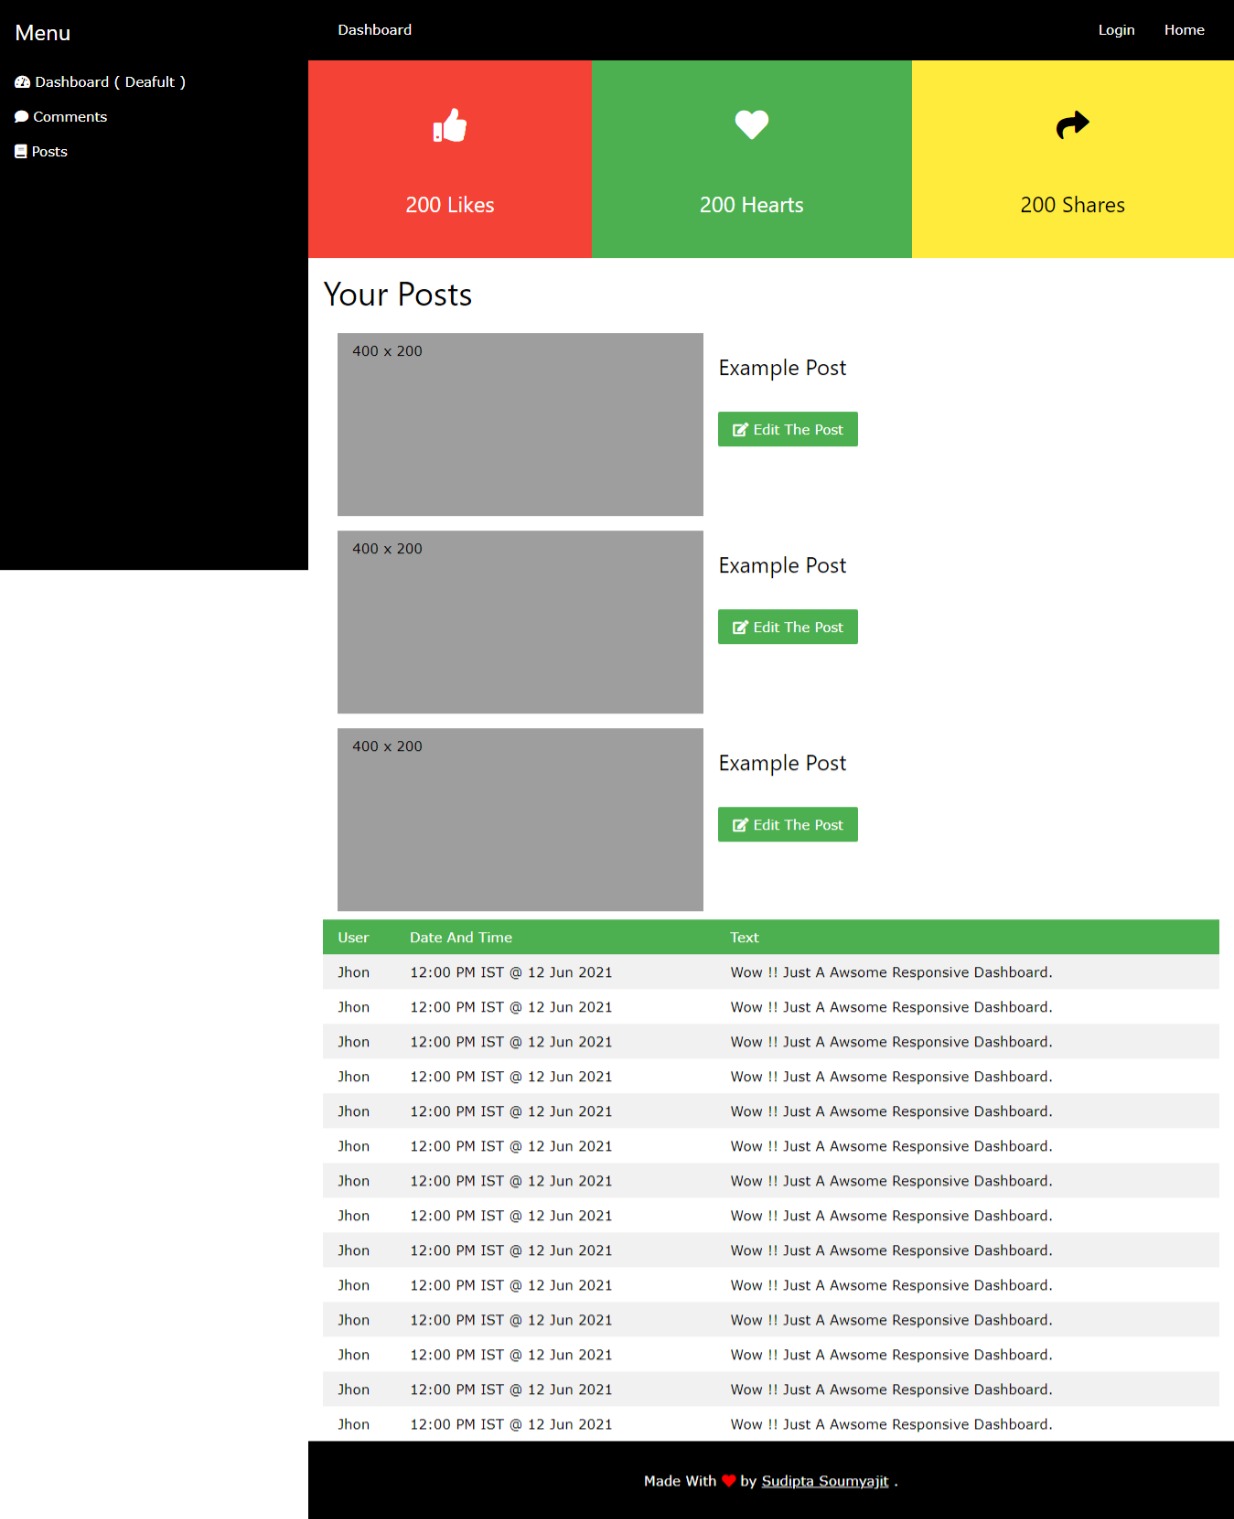 Menu
Dashboard ( Deafult )
Comments
Posts
Dashboard
Login
Home
200 Likes
200 Hearts
200 Shares
Your Posts
400 x 200
Example Post
Edit The Post
400 x 200
Example Post
Edit The Post
400 x 200
Example Post
Edit The Post
User Date And Time Text
Jhon 12:00 PM IST @ 12 Jun 2021 Wow !! Just A Awsome Responsive Dashboard.
Jhon 12:00 PM IST @ 12 Jun 2021 Wow !! Just A Awsome Responsive Dashboard.
Jhon 12:00 PM IST @ 12 Jun 2021 Wow !! Just A Awsome Responsive Dashboard.
Jhon 12:00 PM IST @ 12 Jun 2021 Wow !! Just A Awsome Responsive Dashboard.
Jhon 12:00 PM IST @ 12 Jun 2021 Wow !! Just A Awsome Responsive Dashboard.
Jhon 12:00 PM IST @ 12 Jun 2021 Wow !! Just A Awsome Responsive Dashboard.
Jhon 12:00 PM IST @ 12 Jun 2021 Wow !! Just A Awsome Responsive Dashboard.
Jhon 12:00 PM IST @ 12 Jun 2021 Wow !! Just A Awsome Responsive Dashboard.
Jhon 12:00 PM IST @ 12 Jun 2021 Wow !! Just A Awsome Responsive Dashboard.
Jhon 12:00 PM IST @ 12 Jun 2021 Wow !! Just A Awsome Responsive Dashboard.
Jhon 12:00 PM IST @ 12 Jun 2021 Wow !! Just A Awsome Responsive Dashboard.
Jhon 12:00 PM IST @ 12 Jun 2021 Wow !! Just A Awsome Responsive Dashboard.
Jhon 12:00 PM IST @ 12 Jun 2021 Wow !! Just A Awsome Responsive Dashboard.
Jhon 12:00 PM IST @ 12 Jun 2021 Wow !! Just A Awsome Responsive Dashboard.
Made With ❤ by Sudipta Soumyajit .